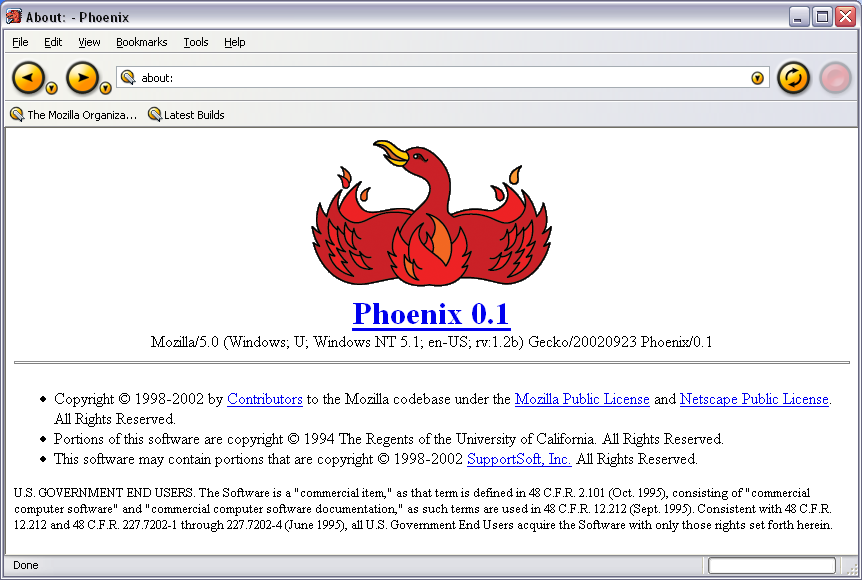 About: - Phoenix
File Edit View Bookmarks Tools Help
about:
The Mozilla Organiza... Latest Builds
Phoenix 0.1
Mozilla/5.0 (Windows; U; Windows NT 5.1; en-US; rv:1.2b) Gecko/20020923 Phoenix/0.1
• Copyright © 1998-2002 by Contributors to the Mozilla codebase under the Mozilla Public License and Netscape Public License.
All Rights Reserved.
• Portions of this software are copyright © 1994 The Regents of the University of California. All Rights Reserved.
• This software may contain portions that are copyright © 1998-2002 SupportSoft, Inc. All Rights Reserved.
U.S. GOVERNMENT END USERS. The Software is a "commercial item," as that term is defined in 48 C.F.R. 2.101 (Oct. 1995), consisting of "commercial
computer software" and "commercial computer software documentation," as such terms are used in 48 C.F.R. 12.212 (Sept. 1995). Consistent with 48 C.F.R.
12.212 and 48 C.F.R. 227.7202-1 through 227.7202-4 (June 1995), all U.S. Government End Users acquire the Software with only those rights set forth herein.
Done